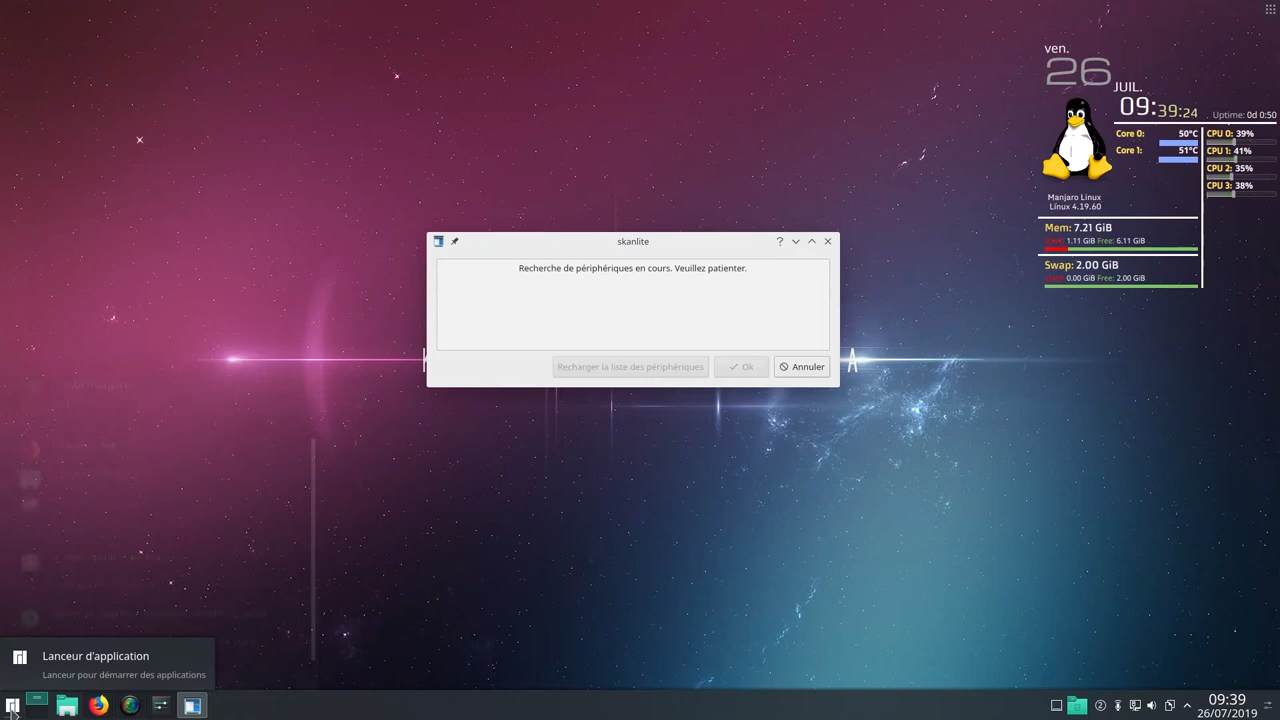 ven.
26
JUIL.
09:39:24
Uptime: 0d 0:50
Core 0: 50°C
Core 1: 51°C
CPU 0: 39%
CPU 1: 41%
CPU 2: 35%
CPU 3: 38%
Manjaro Linux
Linux 4.19.60
Mem: 7.21 GiB
1.11 GiB Free: 6.11 GiB
Swap: 2.00 GiB
0.00 GiB Free: 2.00 GiB
skanlite
Recherche de périphériques en cours. Veuillez patienter.
Recharger la liste des périphériques
Ok
Annuler
A
Lanceur d'application
Lanceur pour démarrer des applications
2
09:39
26/07/2019